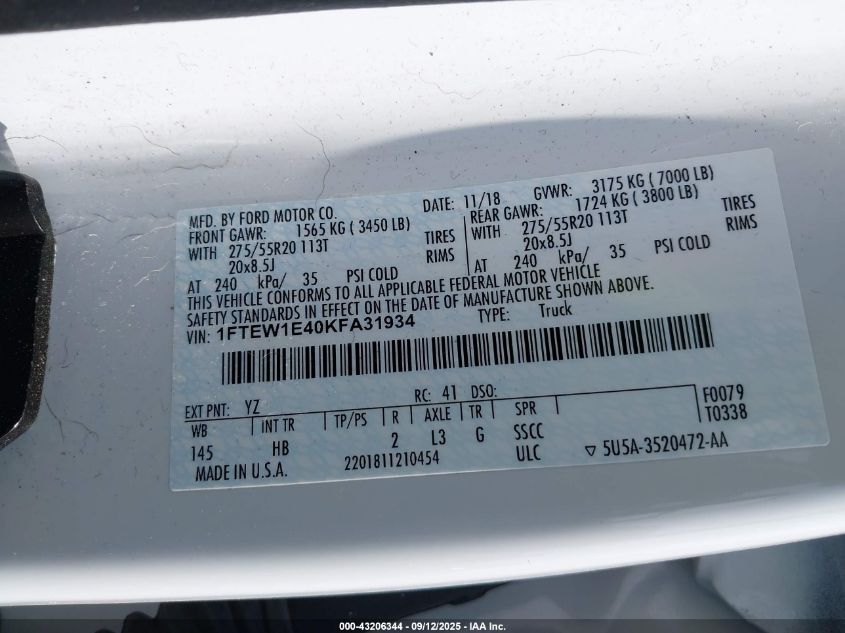 MFD. BY FORD MOTOR CO.
DATE: 11/18 GVWR: 3175 KG ( 7000 LB)
FRONT GAWR: 1565 KG ( 3450 LB)
WITH 275/55R20 113T TIRES
20x8.5J RIMS
AT 240 kPa/ 35 PSI COLD
REAR GAWR: 1724 KG ( 3800 LB)
WITH 275/55R20 113T TIRES
20x8.5J RIMS
AT 240 kPa/ 35 PSI COLD
THIS VEHICLE CONFORMS TO ALL APPLICABLE FEDERAL MOTOR VEHICLE
SAFETY STANDARDS IN EFFECT ON THE DATE OF MANUFACTURE SHOWN ABOVE.
VIN: 1FTEW1E40KFA31934 TYPE: Truck
EXT PNT: YZ RC: 41 DSO:
WB INT TR TP/PS R AXLE TR SPR F0079
145 HB 2 L3 G SSCC T0338
MADE IN U.S.A. 2201811210454 ULC ▽ 5U5A-3520472-AA
000-43206344 - 09/12/2025 - IAA Inc.